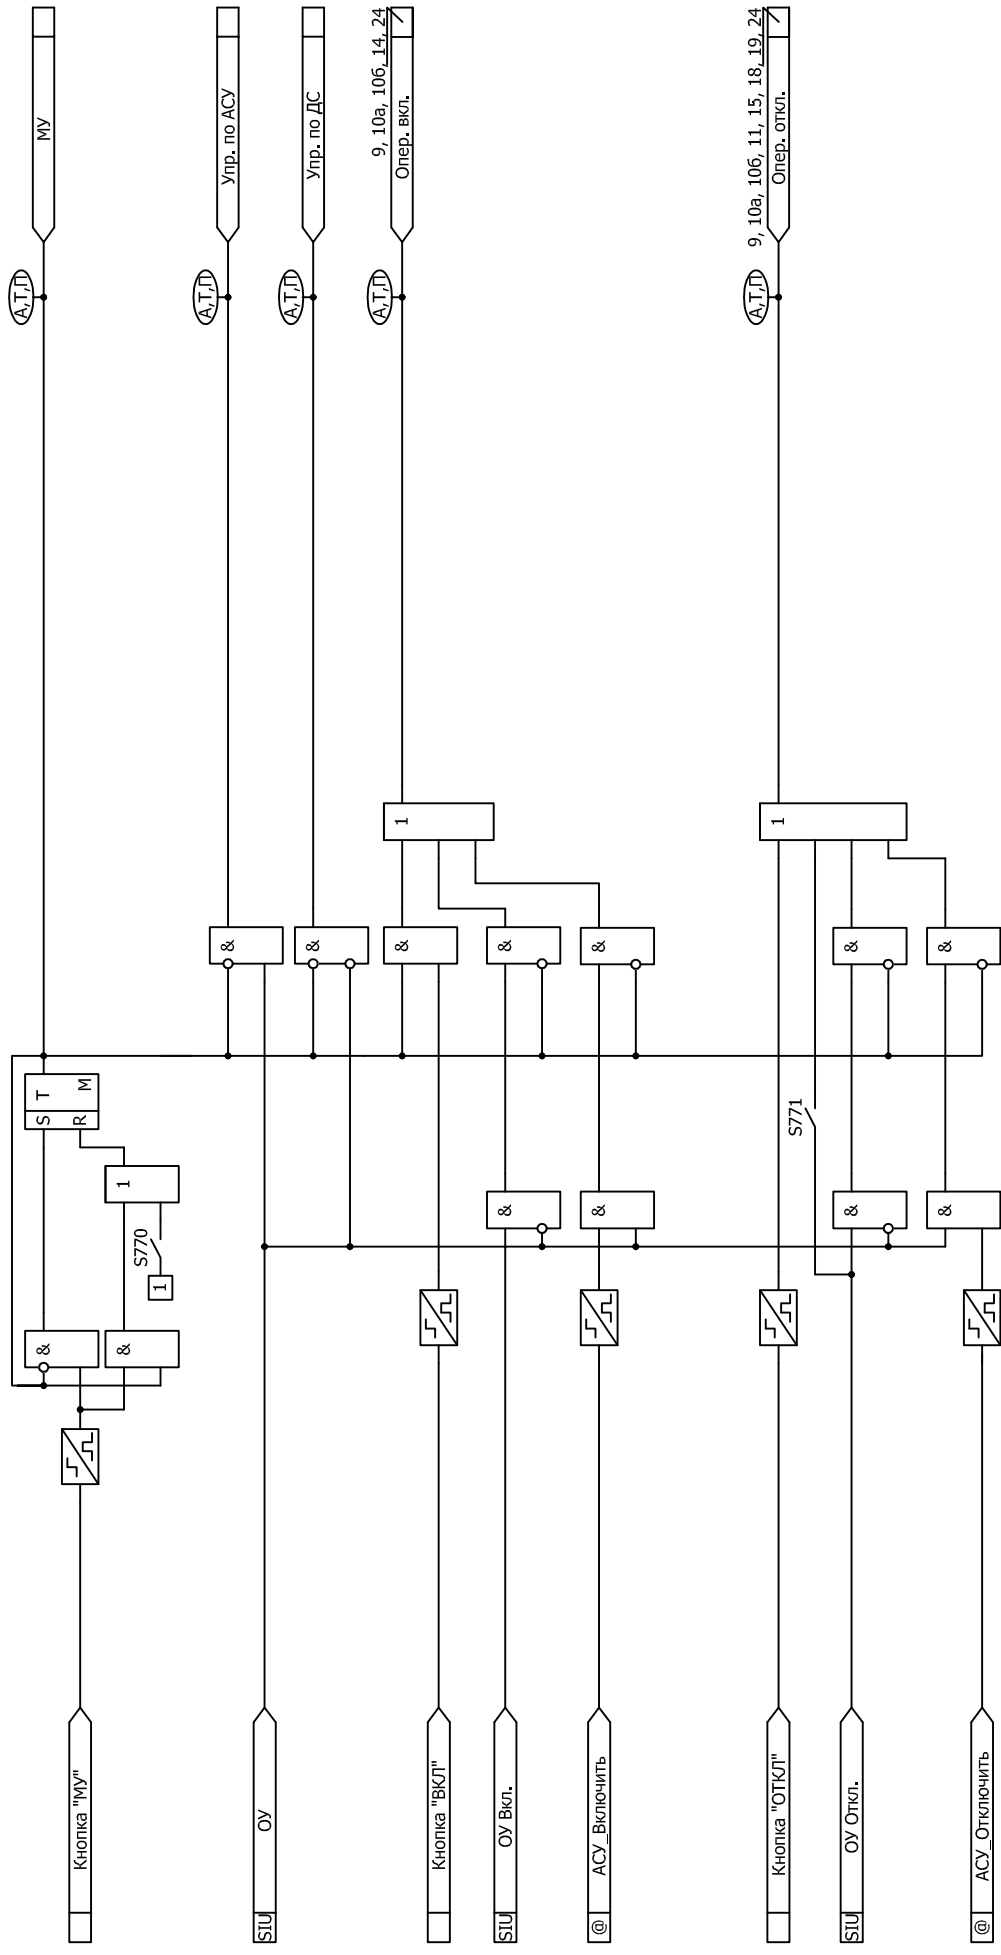 Кнопка "МУ"
&
&
1
S770
1
S T
R M
А,Т,П
МУ
SIU ОУ
&
А,Т,П
Упр. по АСУ
&
А,Т,П
Упр. по ДС
Кнопка "ВКЛ"
&
SIU ОУ Вкл.
&
&
@ АСУ_Включить
&
&
1
А,Т,П
9, 10а, 10б, 14, 24
Опер. вкл.
Кнопка "ОТКЛ"
S771
SIU ОУ Откл.
&
&
@ АСУ_Отключить
&
&
1
А,Т,П
9, 10а, 10б, 11, 15, 18, 19, 24
Опер. откл.